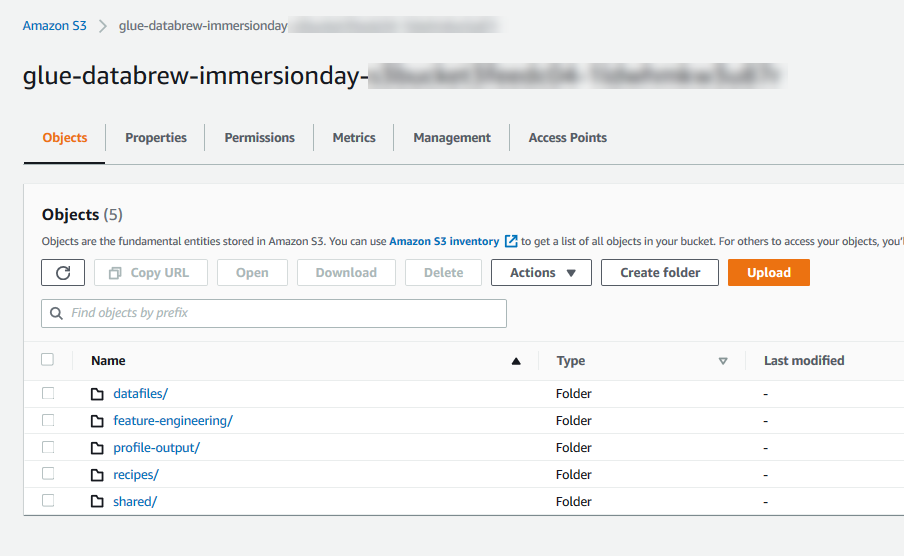 Amazon S3 > glue-databrew-immersionday
glue-databrew-immersionday-
Objects Properties Permissions Metrics Management Access Points
Objects (5)
Objects are the fundamental entities stored in Amazon S3. You can use Amazon S3 inventory to get a list of all objects in your bucket. For others to access your objects, you'l
Copy URL Open Download Delete Actions Create folder Upload
Find objects by prefix
Name Type Last modified
datafiles/ Folder -
feature-engineering/ Folder -
profile-output/ Folder -
recipes/ Folder -
shared/ Folder -